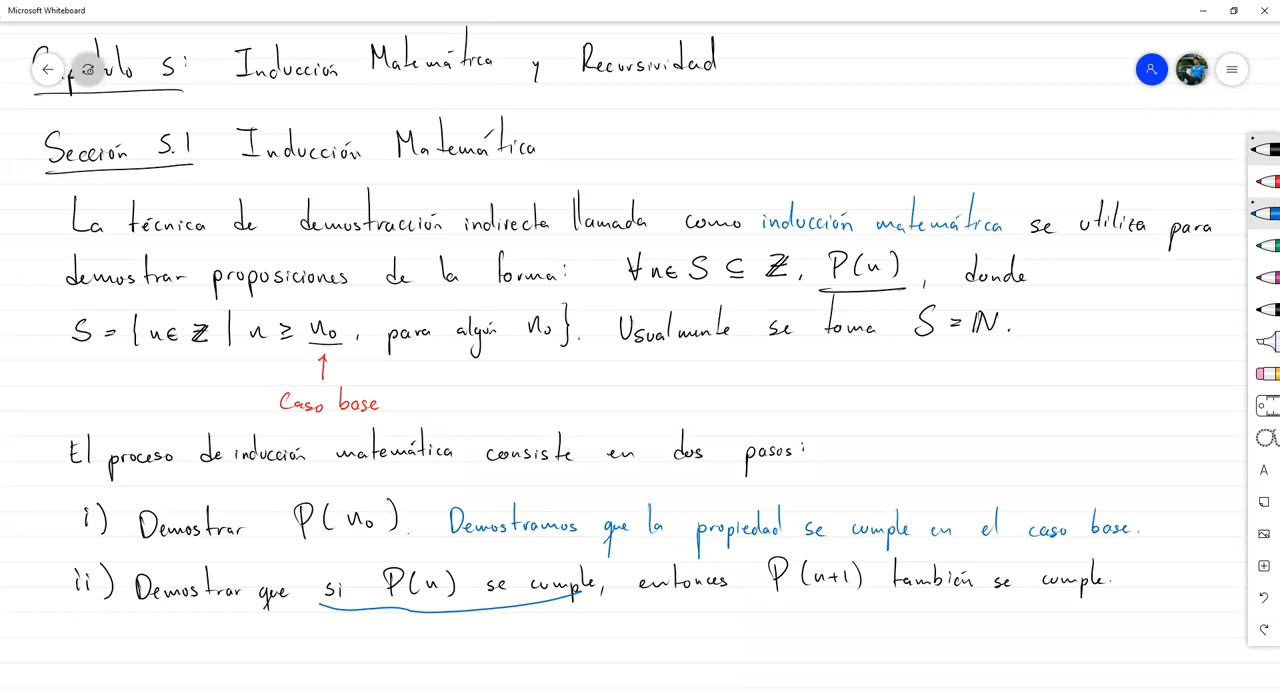 Microsoft Whiteboard
Capítulo 5: Inducción Matemática y Recursividad
Sección 5.1 Inducción Matemática
La técnica de demostracción indirecta llamada como inducción matemática se utiliza para
demostrar proposiciones de la forma: ∀n∈S⊆ℤ, P(n), donde
S = {n∈ℤ | n ≥ n₀, para algún n₀}. Usualmente se toma S = ℕ.
↑
Caso base
El proceso de inducción matemática consiste en dos pasos:
i) Demostrar P(n₀). Demostramos que la propiedad se cumple en el caso base.
ii) Demostrar que si P(n) se cumple, entonces P(n+1) también se cumple.
A